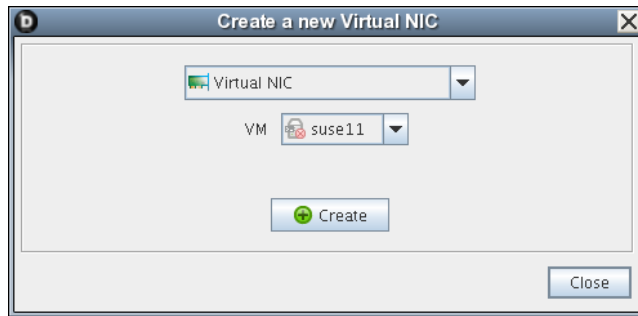 Create a new Virtual NIC
Virtual NIC
VM suse11
Create
Close